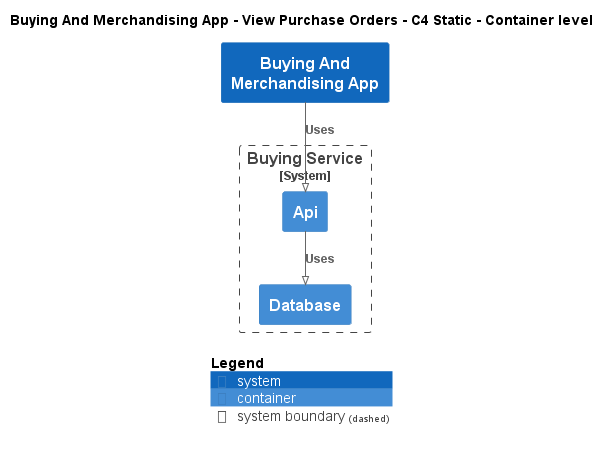 Buying And Merchandising App - View Purchase Orders - C4 Static - Container level
Buying And
Merchandising App
Uses
Buying Service
[System]
Api
Uses
Database
Legend
system
container
system boundary (dashed)